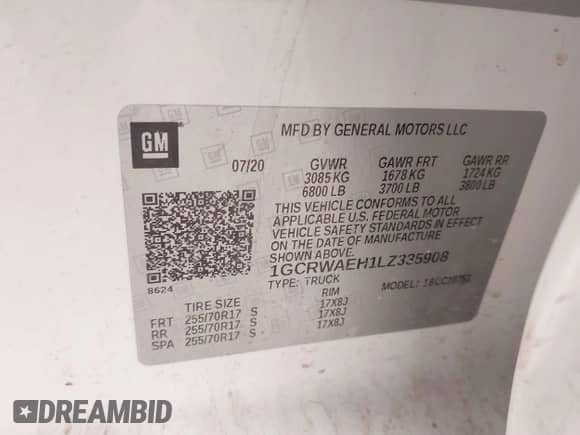 GM
MFD BY GENERAL MOTORS LLC
07/20 GVWR GAWR FRT GAWR RR
3085 KG 1678 KG 1724 KG
6800 LB 3700 LB 3800 LB
THIS VEHICLE CONFORMS TO ALL
APPLICABLE U.S. FEDERAL MOTOR
VEHICLE SAFETY STANDARDS IN EFFECT
ON THE DATE OF MANUFACTURE
SHOWN ABOVE.
1GCRWAEH1LZ335908
8624
TYPE: TRUCK MODEL:
TIRE SIZE RIM
FRT 255/70R17 S 17X8J
RR 255/70R17 S 17X8J
SPA 255/70R17 S 17X8J
DREAMBID